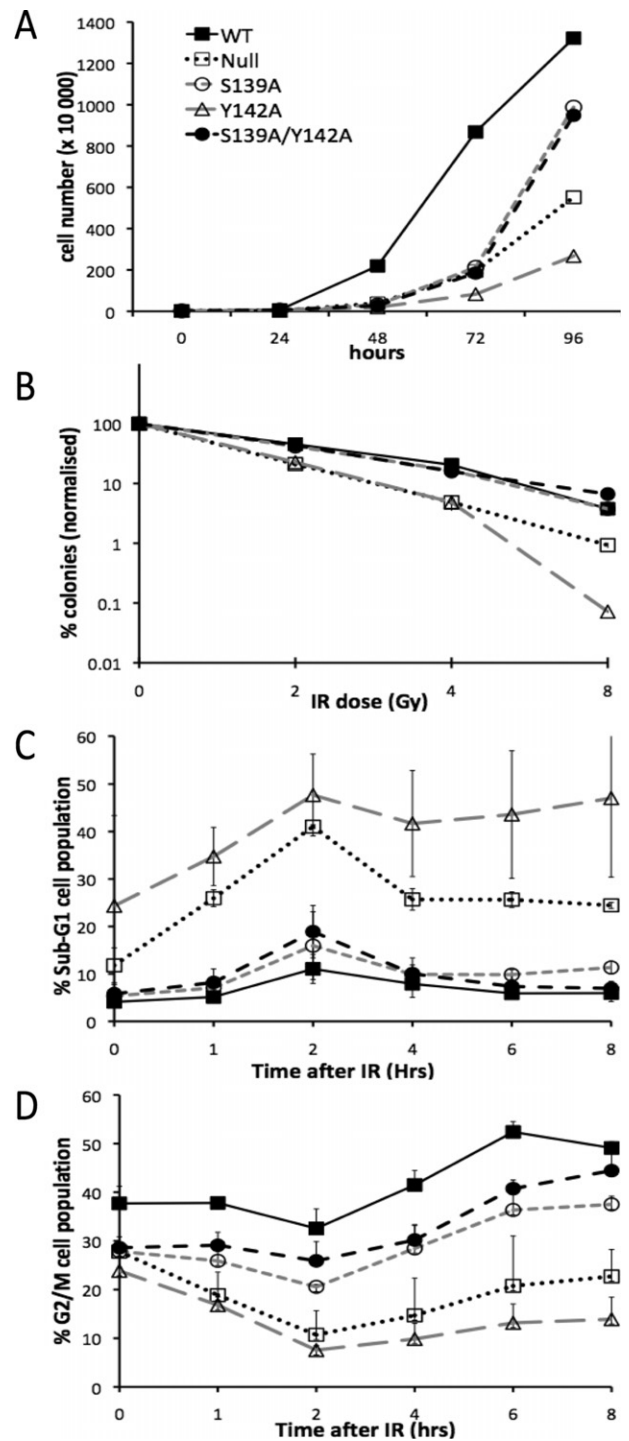 A
WT
Null
S139A
Y142A
S139A/Y142A
cell number (x 10 000)
1400
1200
1000
800
600
400
200
0
0 24 48 72 96
hours
B
% colonies (normalised)
100
10
1
0.1
0.01
0 2 4 8
IR dose (Gy)
C
% Sub-G1 cell population
60
50
40
30
20
10
0
0 1 2 4 6 8
Time after IR (Hrs)
D
% G2/M cell population
60
50
40
30
20
10
0
0 1 2 4 6 8
Time after IR (hrs)